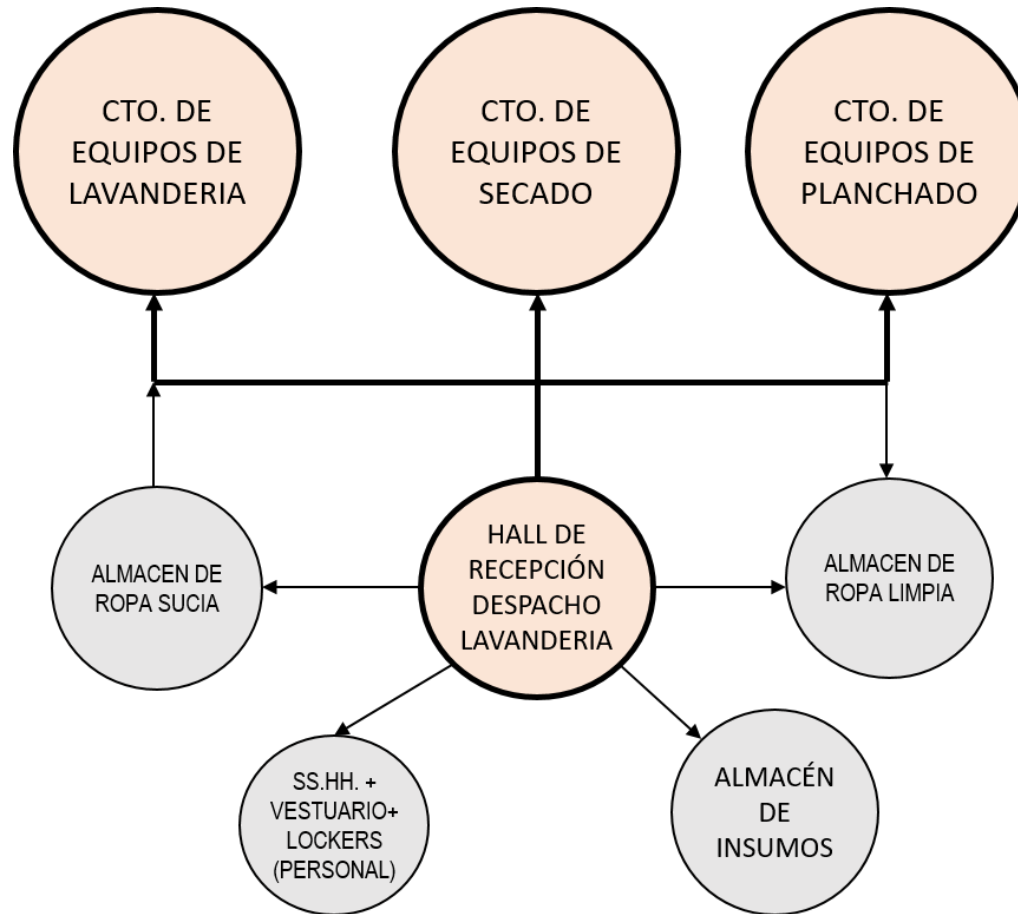 CTO. DE
EQUIPOS DE
LAVANDERIA
CTO. DE
EQUIPOS DE
SECADO
CTO. DE
EQUIPOS DE
PLANCHADO
ALMACEN DE
ROPA SUCIA
HALL DE
RECEPCIÓN
DESPACHO
LAVANDERIA
ALMACEN DE
ROPA LIMPIA
SS.HH. +
VESTUARIO+
LOCKERS
(PERSONAL)
ALMACÉN
DE
INSUMOS